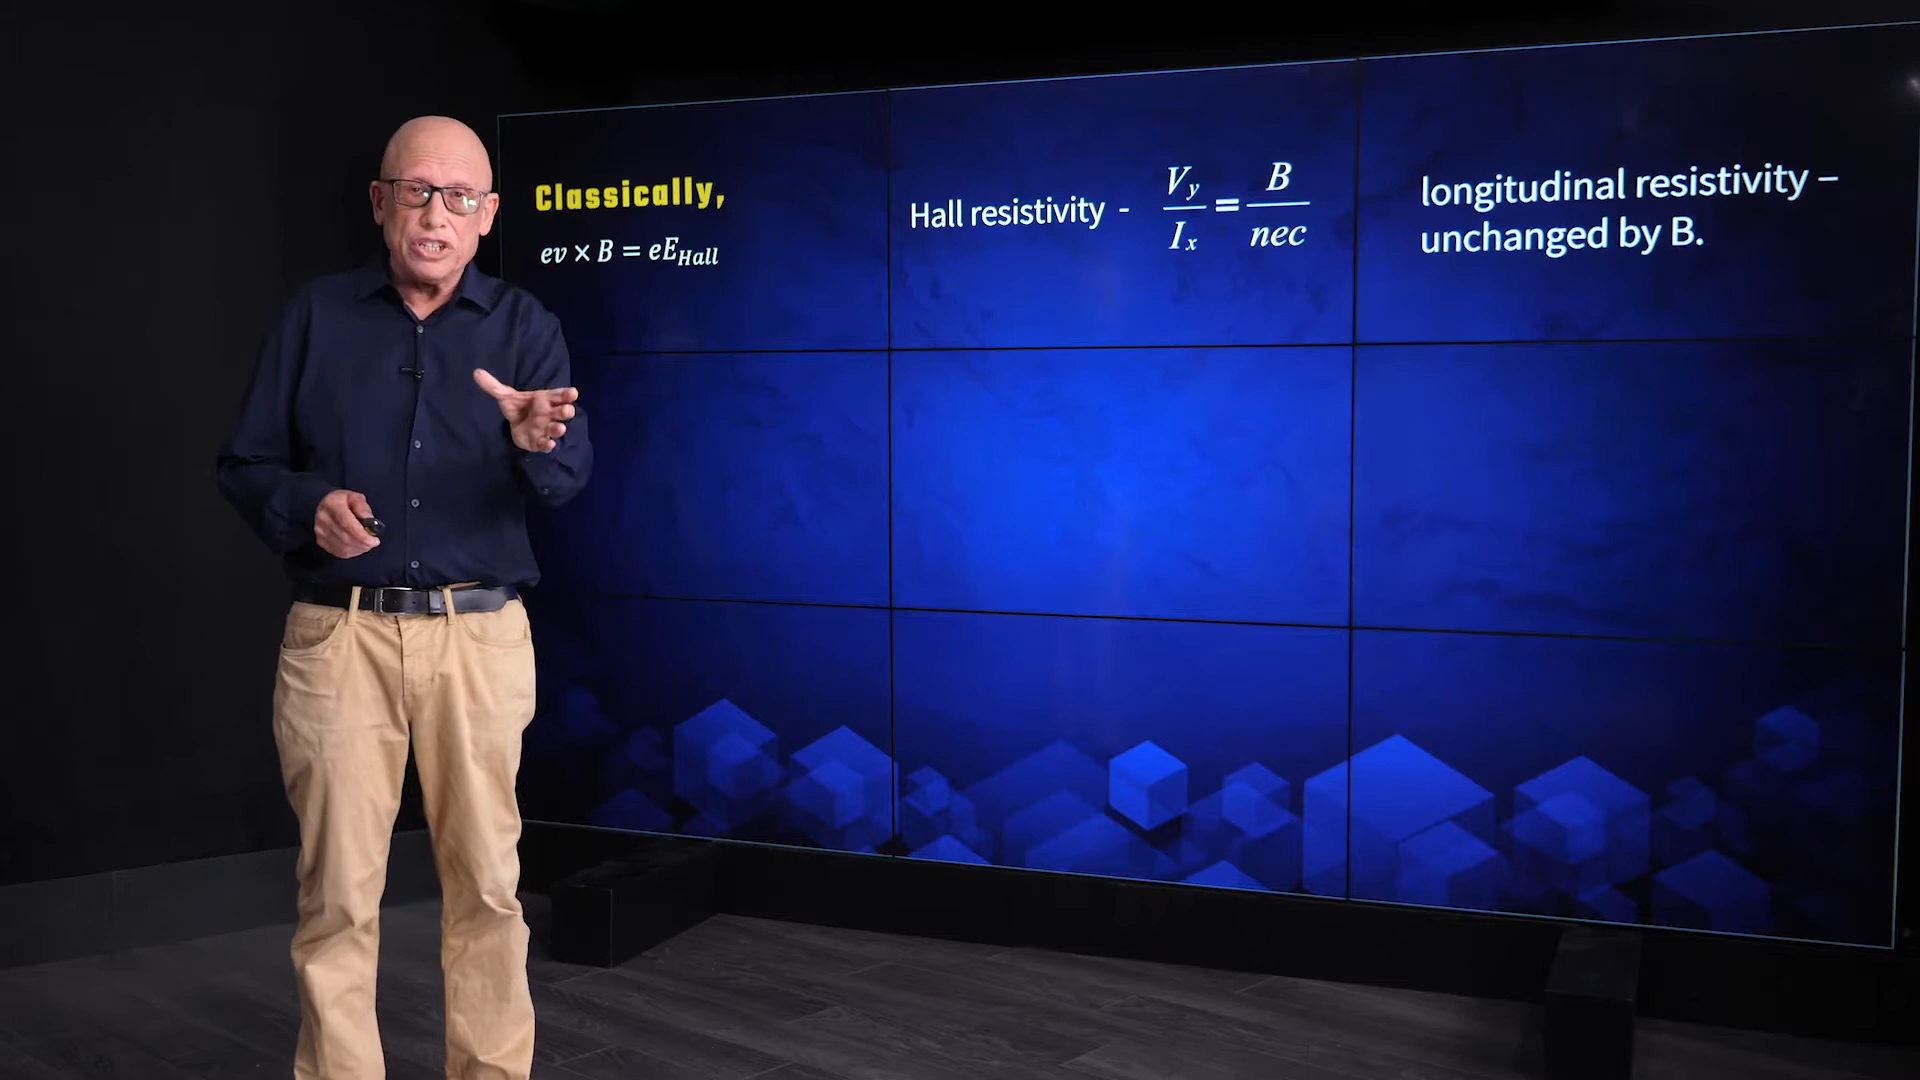 Classically,
ev × B = eE_Hall
Hall resistivity - V_y / I_x = B / nec
longitudinal resistivity –
unchanged by B.